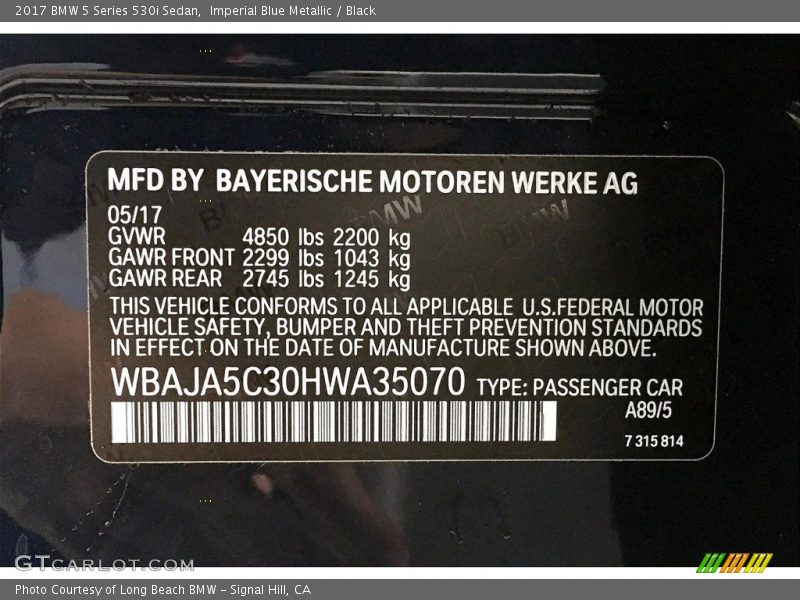 2017 BMW 5 Series 530i Sedan,  Imperial Blue Metallic / Black
MFD BY BAYERISCHE MOTOREN WERKE AG
05/17
GVWR 4850 lbs 2200 kg
GAWR FRONT 2299 lbs 1043 kg
GAWR REAR 2745 lbs 1245 kg
THIS VEHICLE CONFORMS TO ALL APPLICABLE U.S.FEDERAL MOTOR
VEHICLE SAFETY, BUMPER AND THEFT PREVENTION STANDARDS
IN EFFECT ON THE DATE OF MANUFACTURE SHOWN ABOVE.
WBAJA5C30HWA35070 TYPE: PASSENGER CAR
A89/5
7 315 814
GTCARLOT.COM
Photo Courtesy of Long Beach BMW - Signal Hill, CA